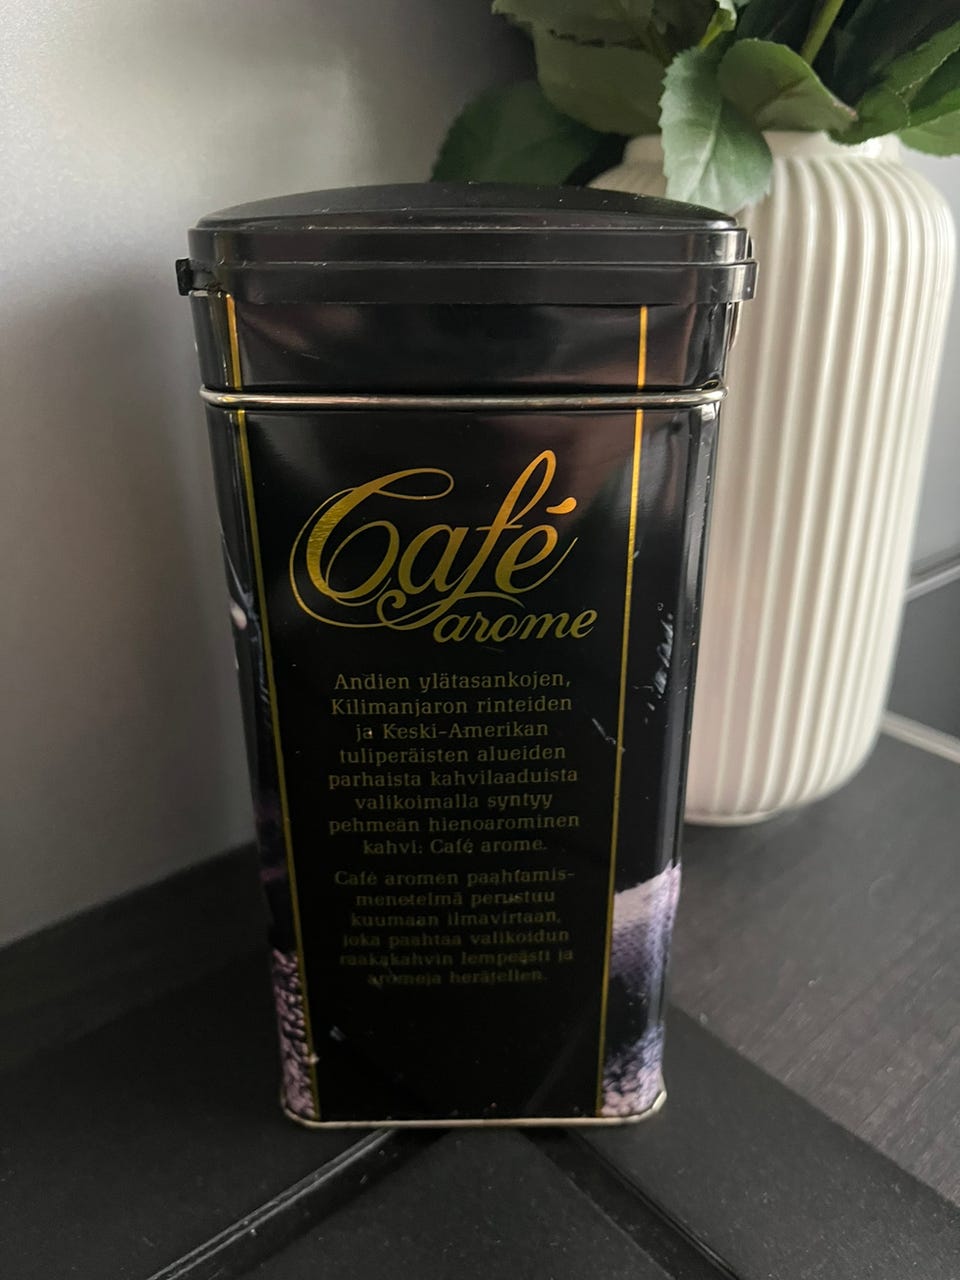 Café
arome
Andien ylätasankojen,
Kilimanjaron rinteiden
ja Keski-Amerikan
tuliperäisten alueiden
parhaista kahvilaaduista
valikoimalla syntyy
pehmeän hienoarominen
kahvi: Café arome.
Café aromen paahtamis-
menetelmä perustuu
kuumaan ilmavirtaan,
joka paahtaa valikoidun
raakakahvin lempeästi ja
aromeja herätellen.